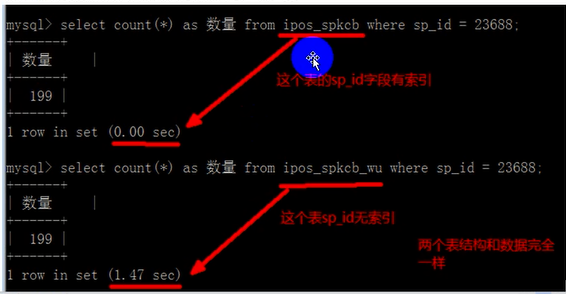 mysql> select count(*) as 数量 from ipos_spkcb where sp_id = 23688;
+------+
| 数量 |
+------+
| 199 |
+------+
1 row in set (0.00 sec)
这个表的sp_id字段有索引
mysql> select count(*) as 数量 from ipos_spkcb_wu where sp_id = 23688;
+------+
| 数量 |
+------+
| 199 |
+------+
1 row in set (1.47 sec)
这个表sp_id无索引
两个表结构和数据完全
一样